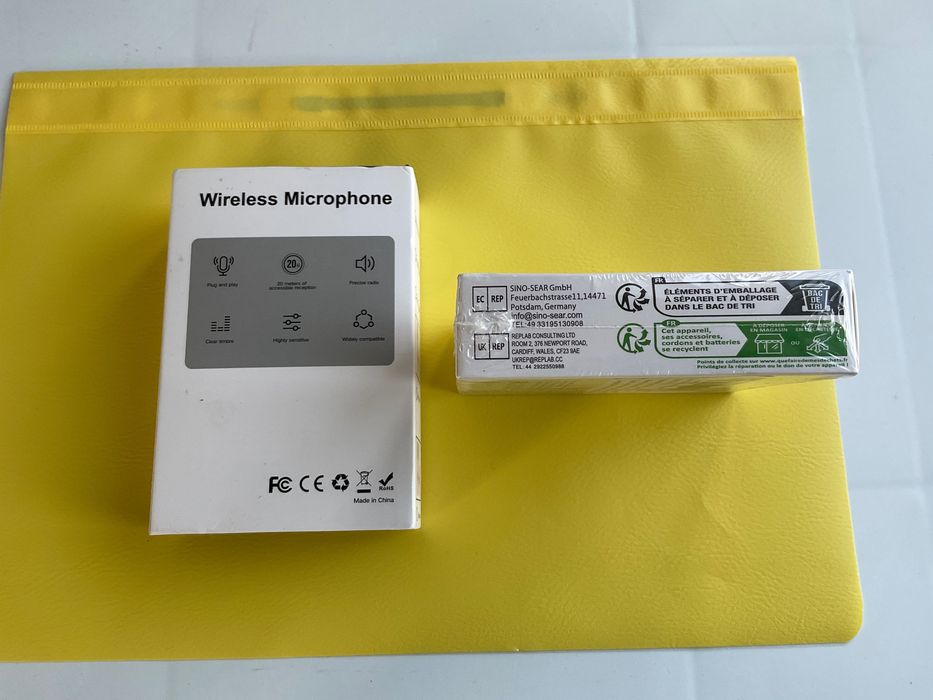 Wireless Microphone
20
Plug and play
20 meters of
accessible reception
Precise radio
Clear timbre
Highly sensitive
Widely compatible
FC CE
RoHS
Made in China
EC REP
SINO-SEAR GmbH
Feuerbachstrasse11,14471
Potsdam, Germany
info@sino-sear.com
TEL:49 33195130908
UK REP
REPLAB CONSULTING LTD
ROOM 2, 376 NEWPORT ROAD,
CARDIFF, WALES, CF23 9AE
UKREP@REPLAB.CC
TEL: 44 2922550988
FR
ÉLÉMENTS D'EMBALLAGE
À SÉPARER ET À DÉPOSER
DANS LE BAC DE TRI
BAC
DE
TRI
FR
Cet appareil,
ses accessoires,
cordons et batteries
se recyclent
À DÉPOSER
EN MAGASIN
OU
À DÉPOSER
EN DÉCHÈTERIE
Points de collecte sur www.quefairedemesdechets.fr
Privilégiez la réparation ou le don de votre appareil !